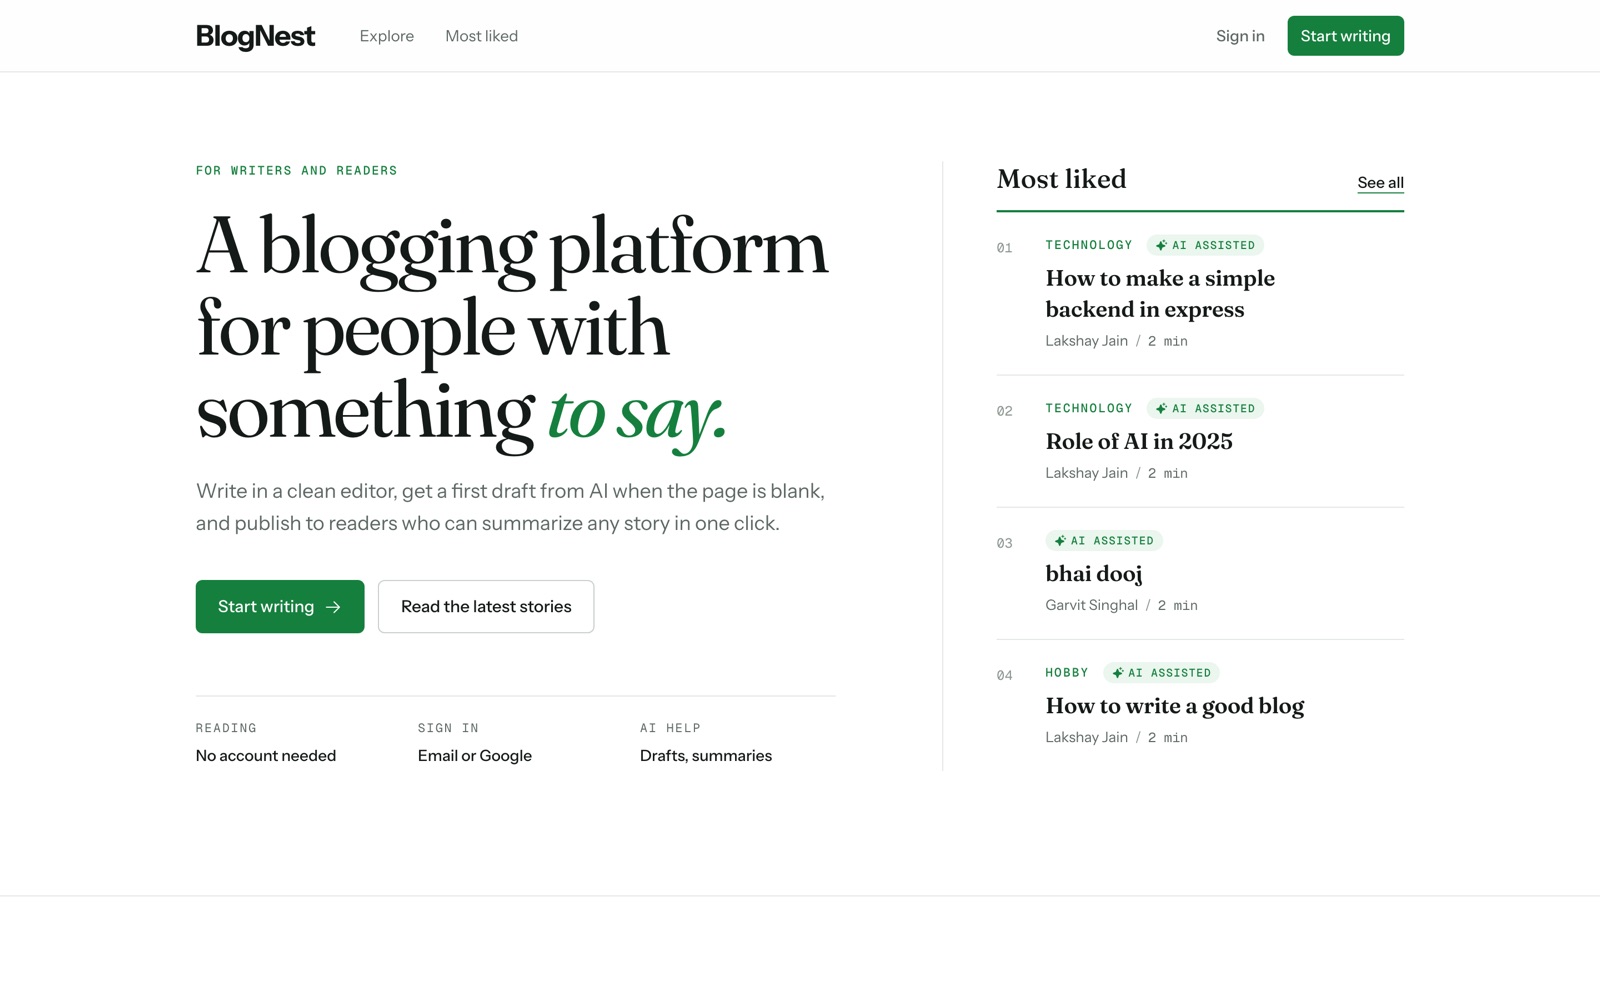 BlogNest
Explore
Most liked
Sign in
Start writing
FOR WRITERS AND READERS
A blogging platform
for people with
something to say.
Write in a clean editor, get a first draft from AI when the page is blank,
and publish to readers who can summarize any story in one click.
Start writing →
Read the latest stories
READING
No account needed
SIGN IN
Email or Google
AI HELP
Drafts, summaries
Most liked
See all
01
TECHNOLOGY
AI ASSISTED
How to make a simple
backend in express
Lakshay Jain / 2 min
02
TECHNOLOGY
AI ASSISTED
Role of AI in 2025
Lakshay Jain / 2 min
03
AI ASSISTED
bhai dooj
Garvit Singhal / 2 min
04
HOBBY
AI ASSISTED
How to write a good blog
Lakshay Jain / 2 min